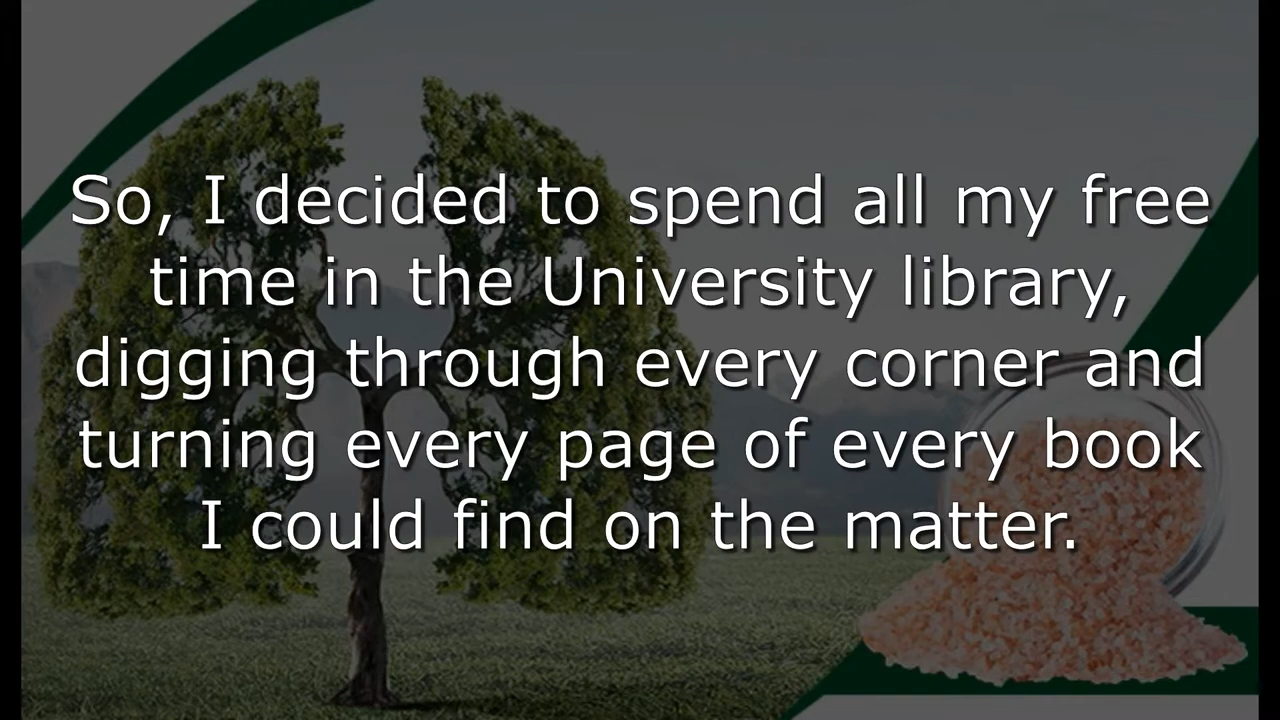 So, I decided to spend all my free
time in the University library,
digging through every corner and
turning every page of every book
I could find on the matter.